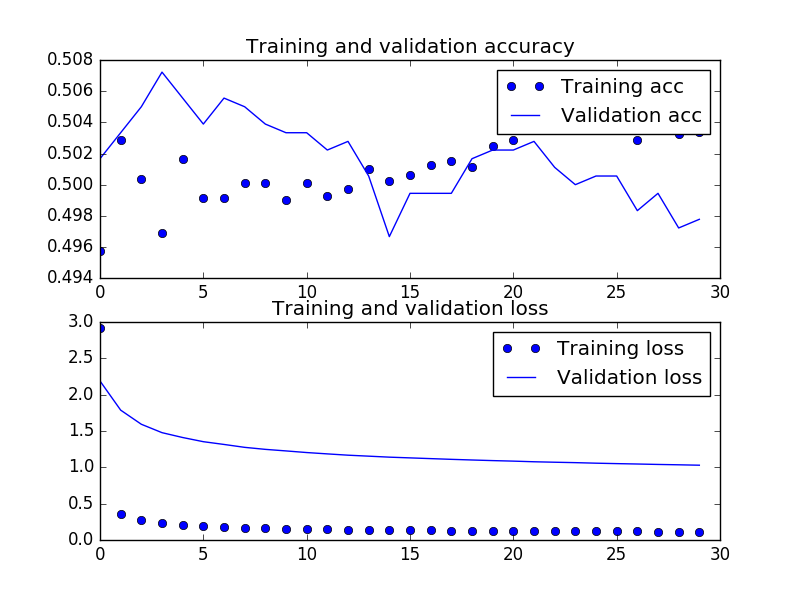 Training and validation accuracy
0.508
0.506
0.504
0.502
0.500
0.498
0.496
0.494
Training acc
Validation acc
0 5 10 15 20 25 30
Training and validation loss
3.0
2.5
2.0
1.5
1.0
0.5
0.0
Training loss
Validation loss
0 5 10 15 20 25 30